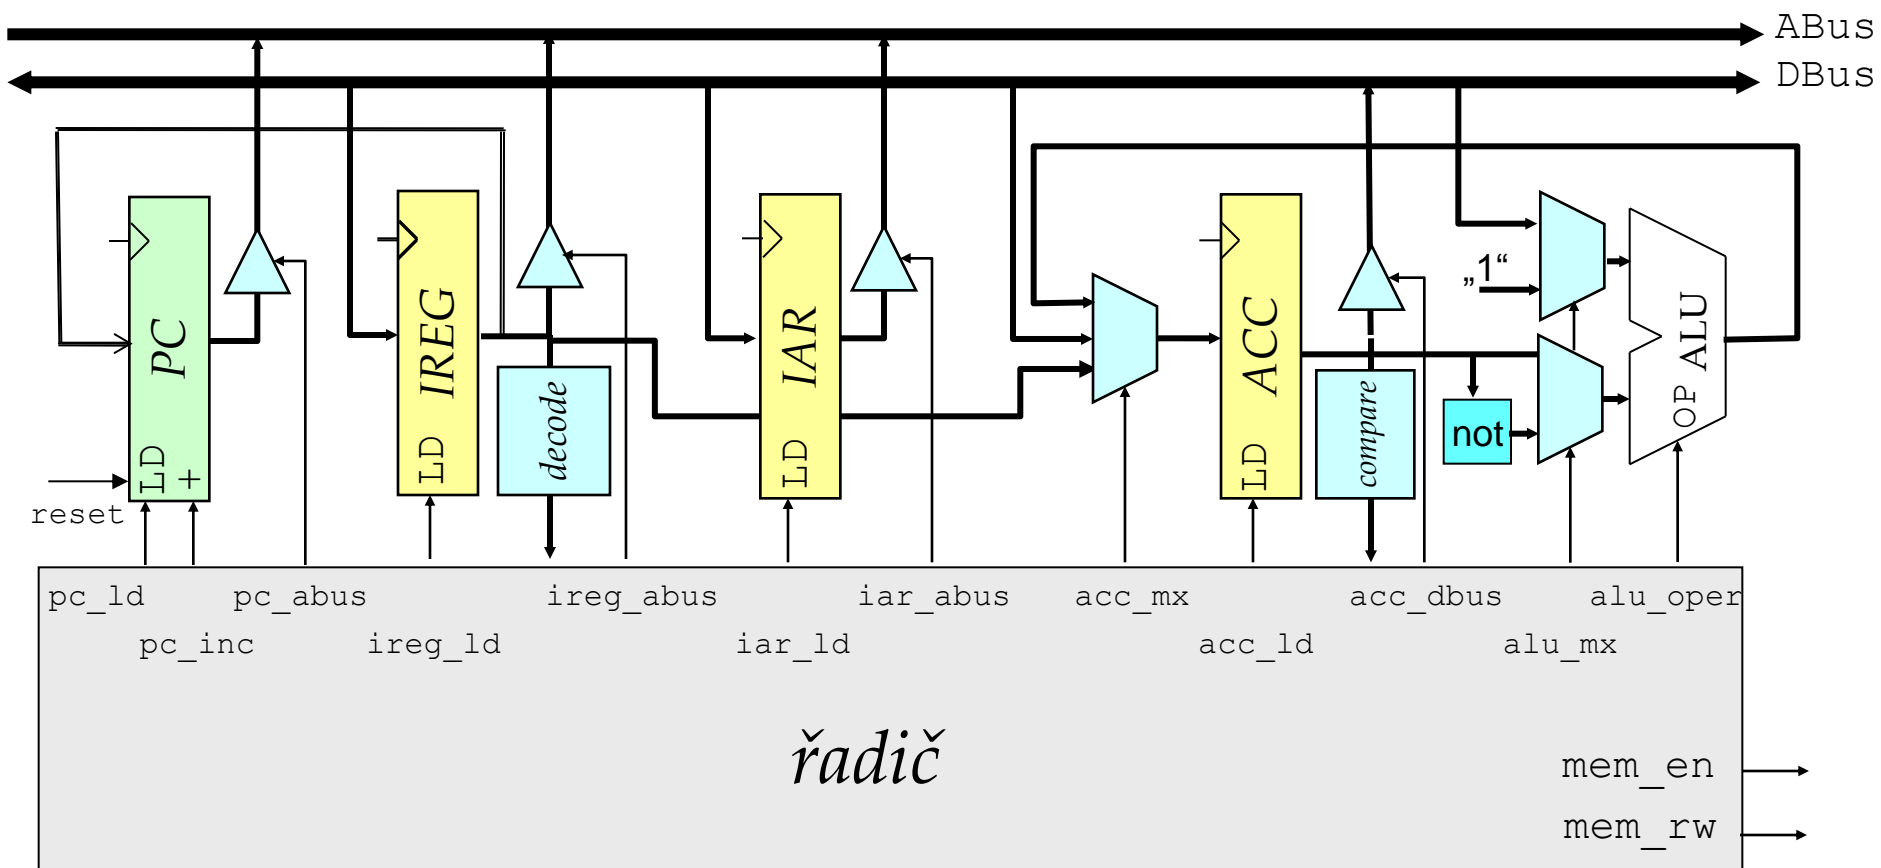 ABus
DBus
„1“
PC
LD
+
IREG
LD
decode
IAR
LD
ACC
LD
compare
not
ALU
OP
reset
pc_ld
pc_abus
ireg_abus
iar_abus
acc_mx
acc_dbus
alu_oper
pc_inc
ireg_ld
iar_ld
acc_ld
alu_mx
řadič
mem_en
mem_rw